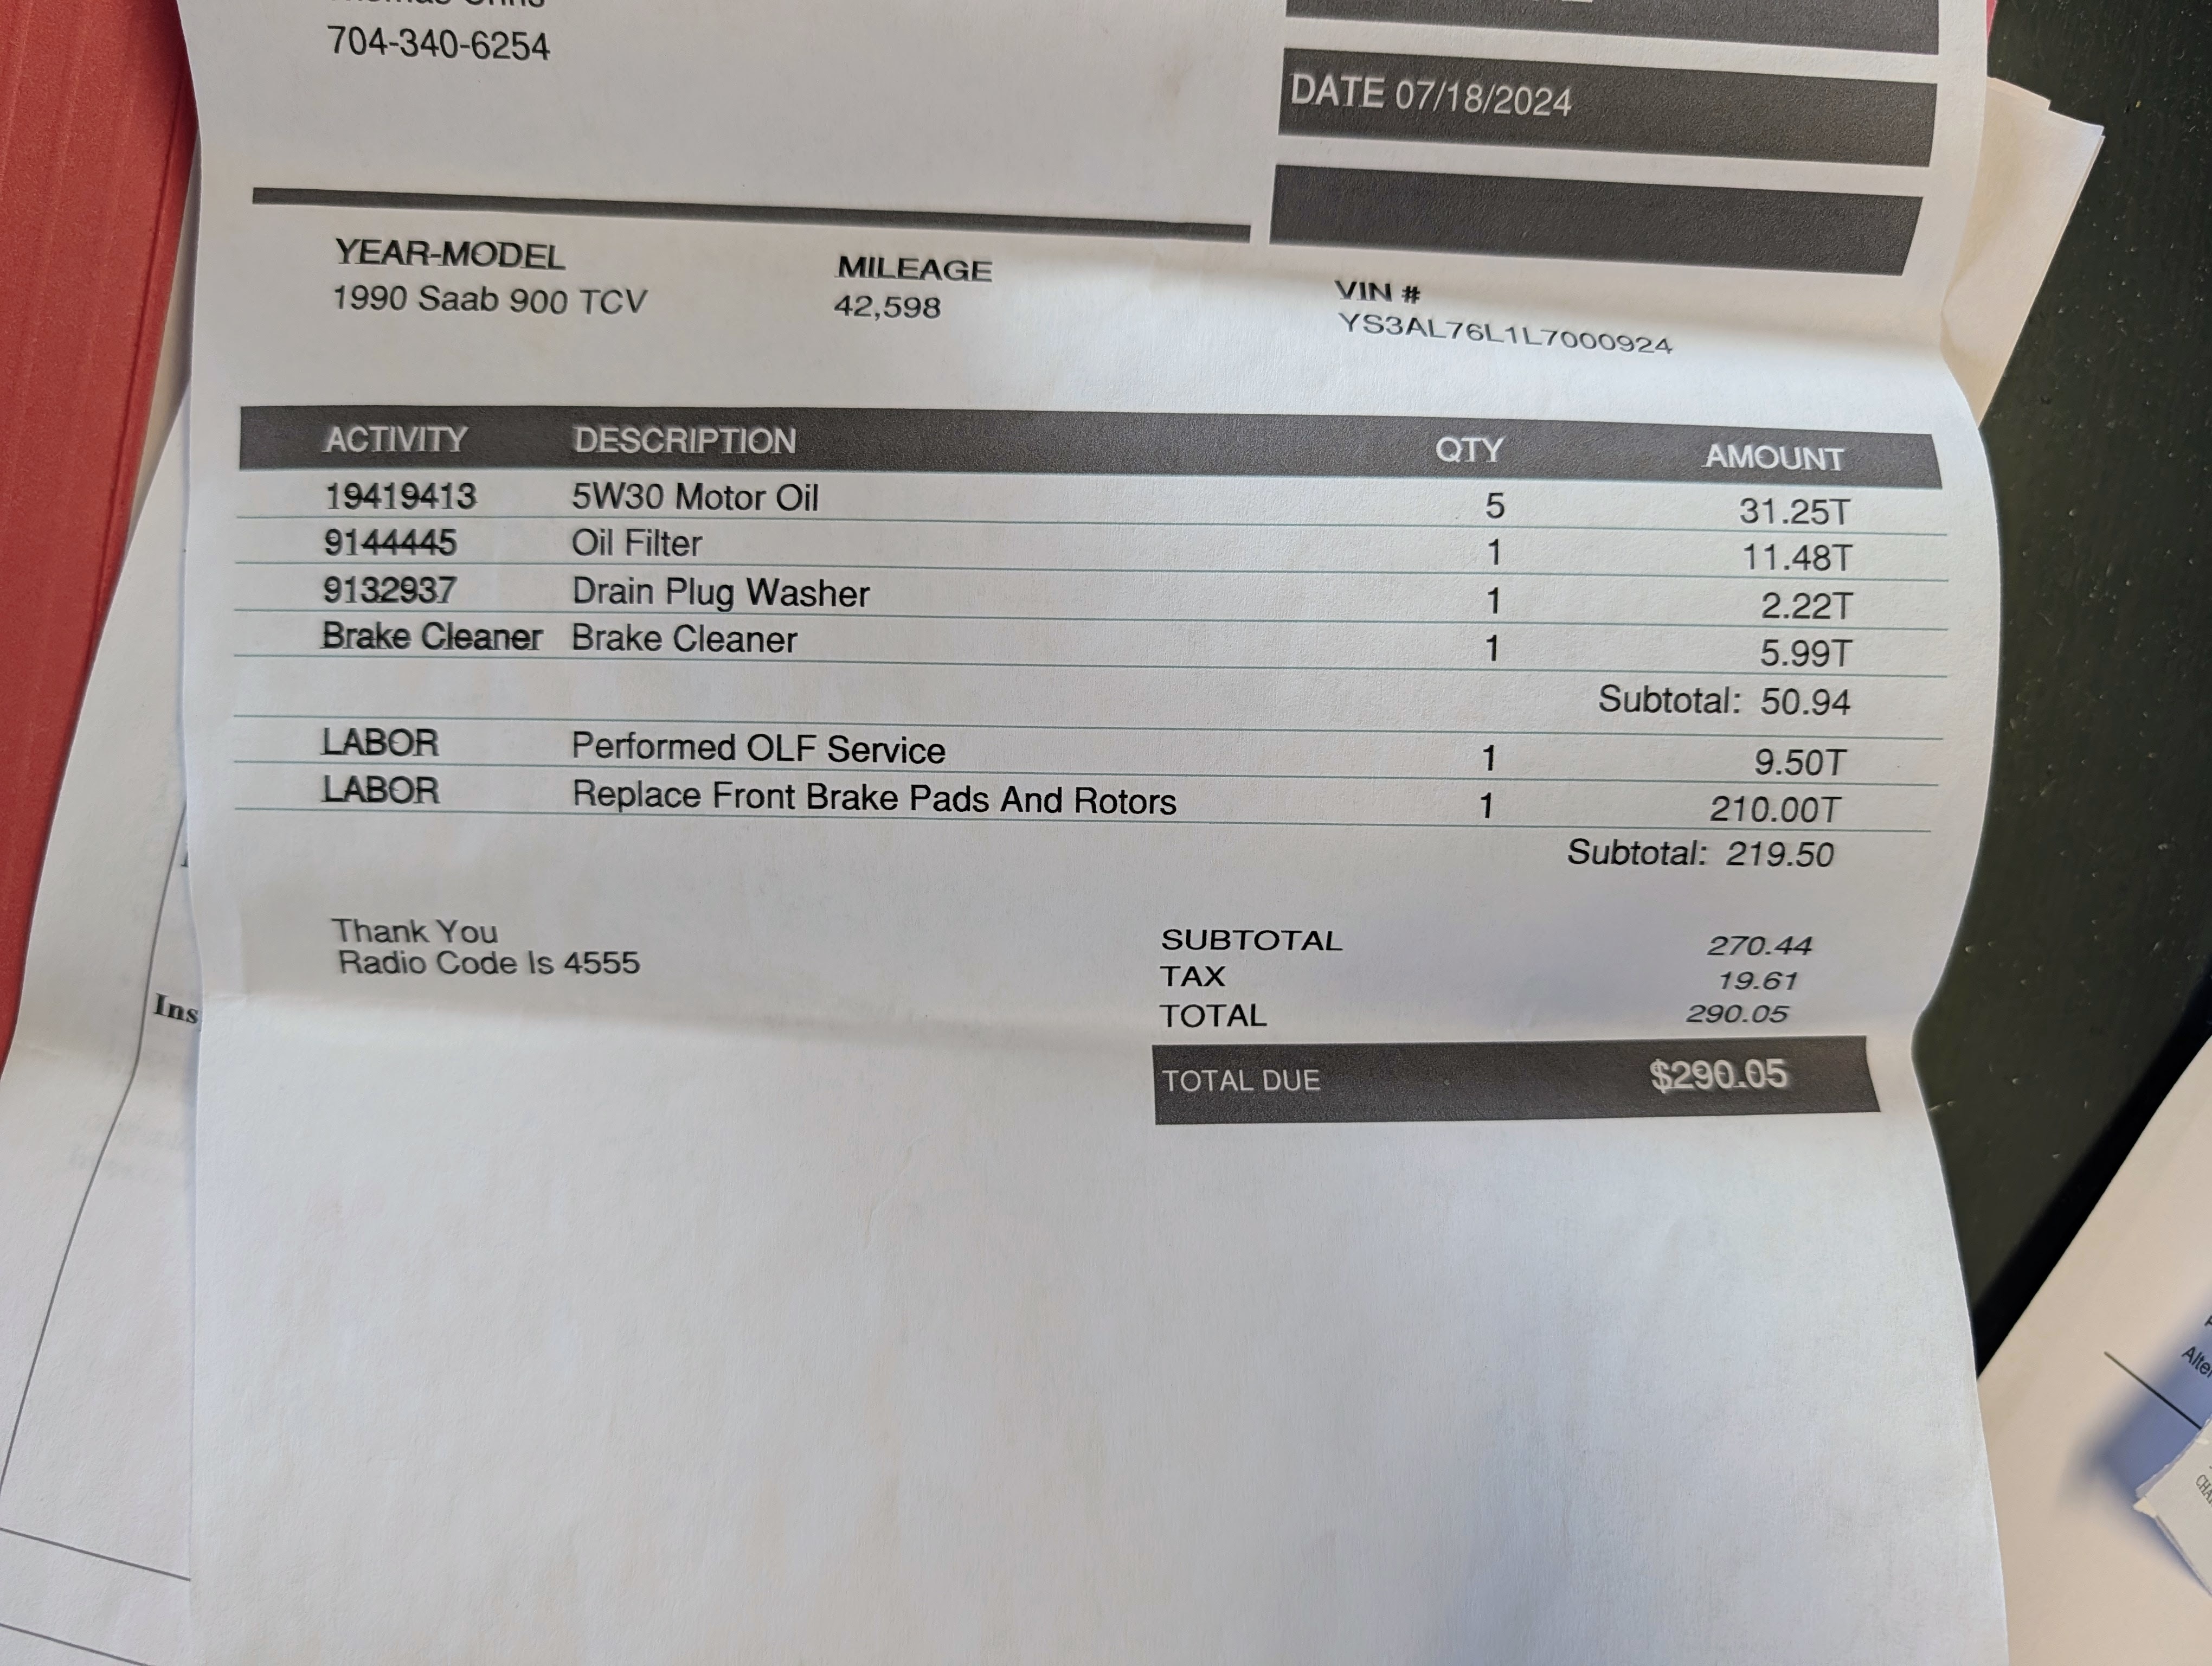 704-340-6254
DATE 07/18/2024
YEAR-MODEL MILEAGE VIN #
1990 Saab 900 TCV 42,598 YS3AL76L1L7000924
ACTIVITY DESCRIPTION QTY AMOUNT
19419413 5W30 Motor Oil 5 31.25T
9144445 Oil Filter 1 11.48T
9132937 Drain Plug Washer 1 2.22T
Brake Cleaner Brake Cleaner 1 5.99T
Subtotal: 50.94
LABOR Performed OLF Service 1 9.50T
LABOR Replace Front Brake Pads And Rotors 1 210.00T
Subtotal: 219.50
Thank You
Radio Code Is 4555
SUBTOTAL 270.44
TAX 19.61
TOTAL 290.05
TOTAL DUE $290.05
Ins